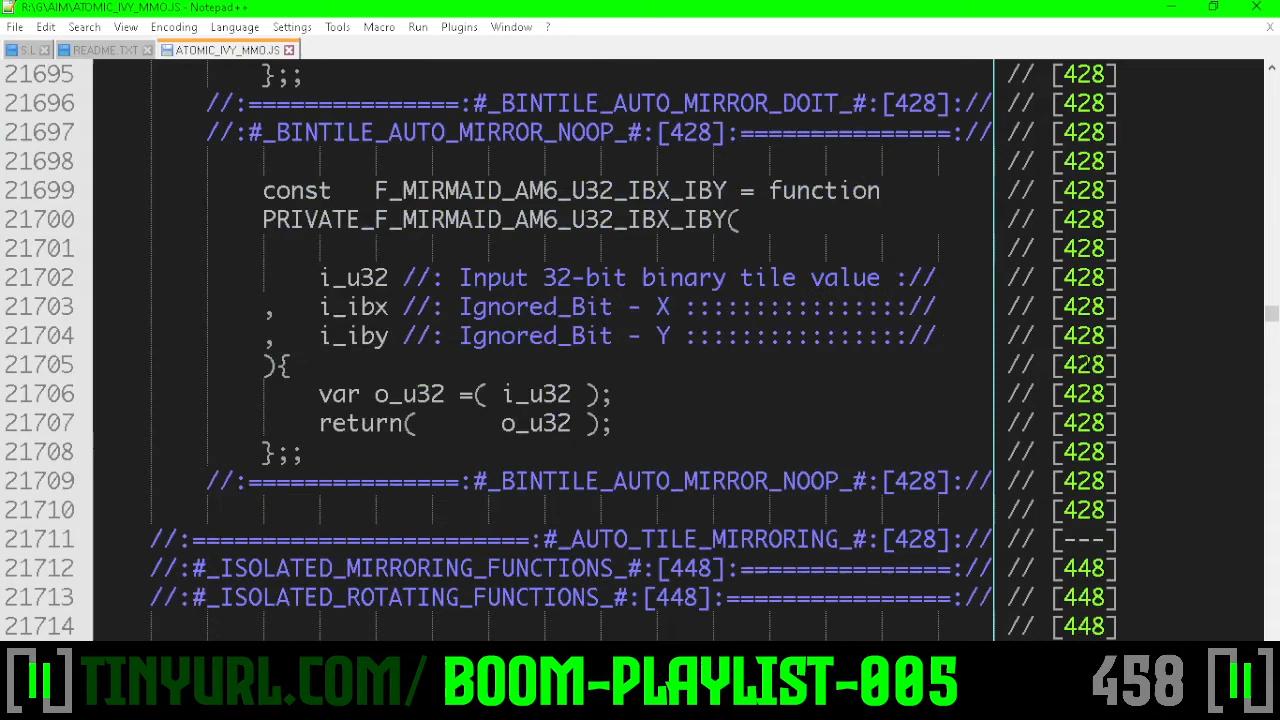 R:\G\AIM\ATOMIC_IVY_MMO.JS - Notepad++
File Edit Search View Encoding Language Settings Tools Macro Run Plugins Window ? X
S.L README.TXT ATOMIC_IVY_MMO.JS
21695 };; // [428]
21696 //:===============:#_BINTILE_AUTO_MIRROR_DOIT_#:[428]:// // [428]
21697 //:#_BINTILE_AUTO_MIRROR_NOOP_#:[428]:===============:// // [428]
21698 // [428]
21699 const F_MIRMAID_AM6_U32_IBX_IBY = function // [428]
21700 PRIVATE_F_MIRMAID_AM6_U32_IBX_IBY( // [428]
21701 // [428]
21702 i_u32 //: Input 32-bit binary tile value :// // [428]
21703 , i_ibx //: Ignored_Bit - X :::::::::::::::::// // [428]
21704 , i_iby //: Ignored_Bit - Y :::::::::::::::::// // [428]
21705 ){ // [428]
21706 var o_u32 =( i_u32 ); // [428]
21707 return( o_u32 ); // [428]
21708 };; // [428]
21709 //:===============:#_BINTILE_AUTO_MIRROR_NOOP_#:[428]:// // [428]
21710 // [428]
21711 //:========================:#_AUTO_TILE_MIRRORING_#:[428]:// // [---]
21712 //:#_ISOLATED_MIRRORING_FUNCTIONS_#:[448]:===============:// // [448]
21713 //:#_ISOLATED_ROTATING_FUNCTIONS_#:[448]:================:// // [448]
21714 // [448]
[||] TINYURL.COM/ BOOM-PLAYLIST-005 458 [||]